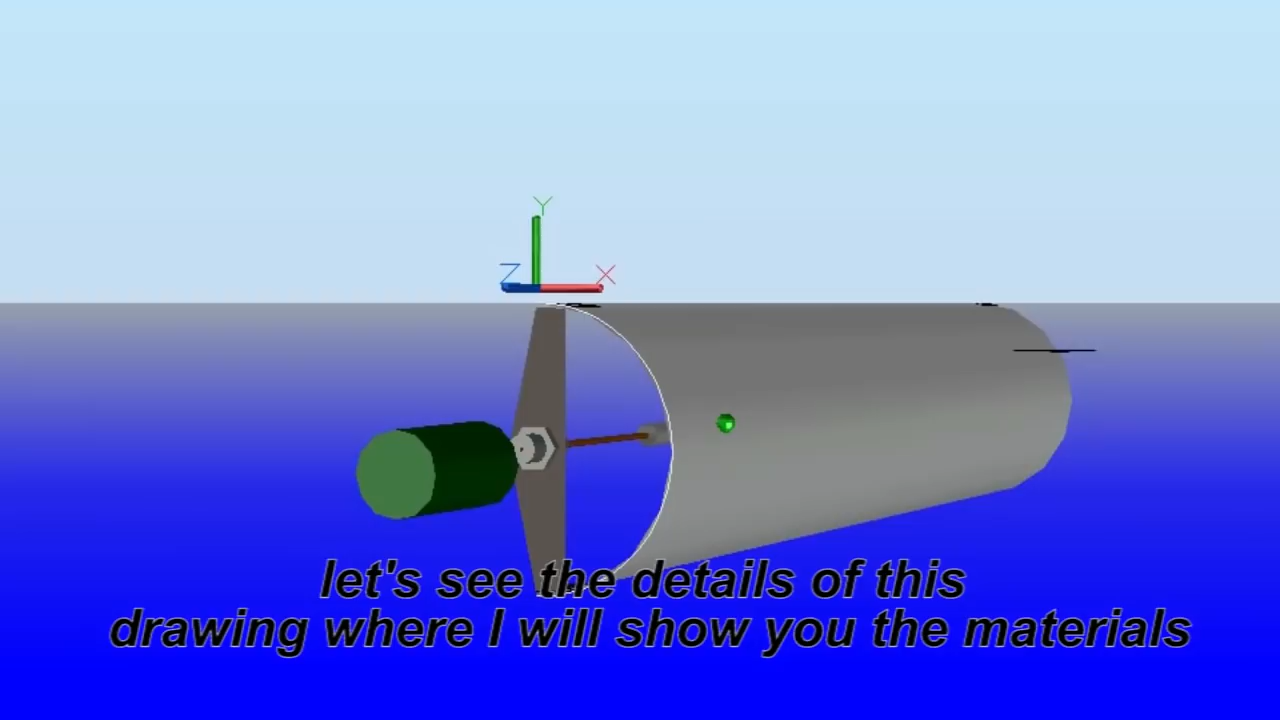 Y
Z X
let's see the details of this
drawing where I will show you the materials